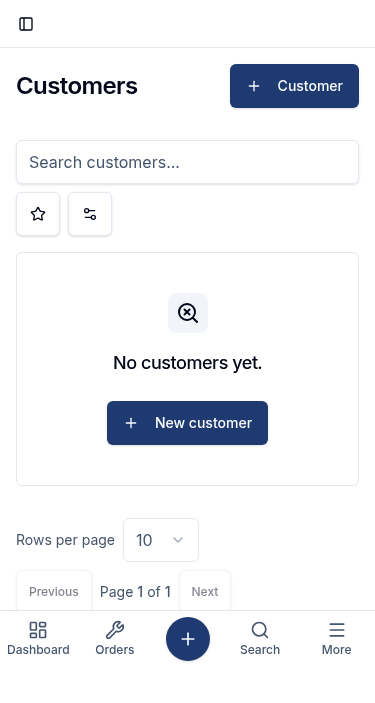 Customers
Customer
Search customers...
No customers yet.
New customer
Rows per page
10
Previous
Page 1 of 1
Next
Dashboard
Orders
Search
More